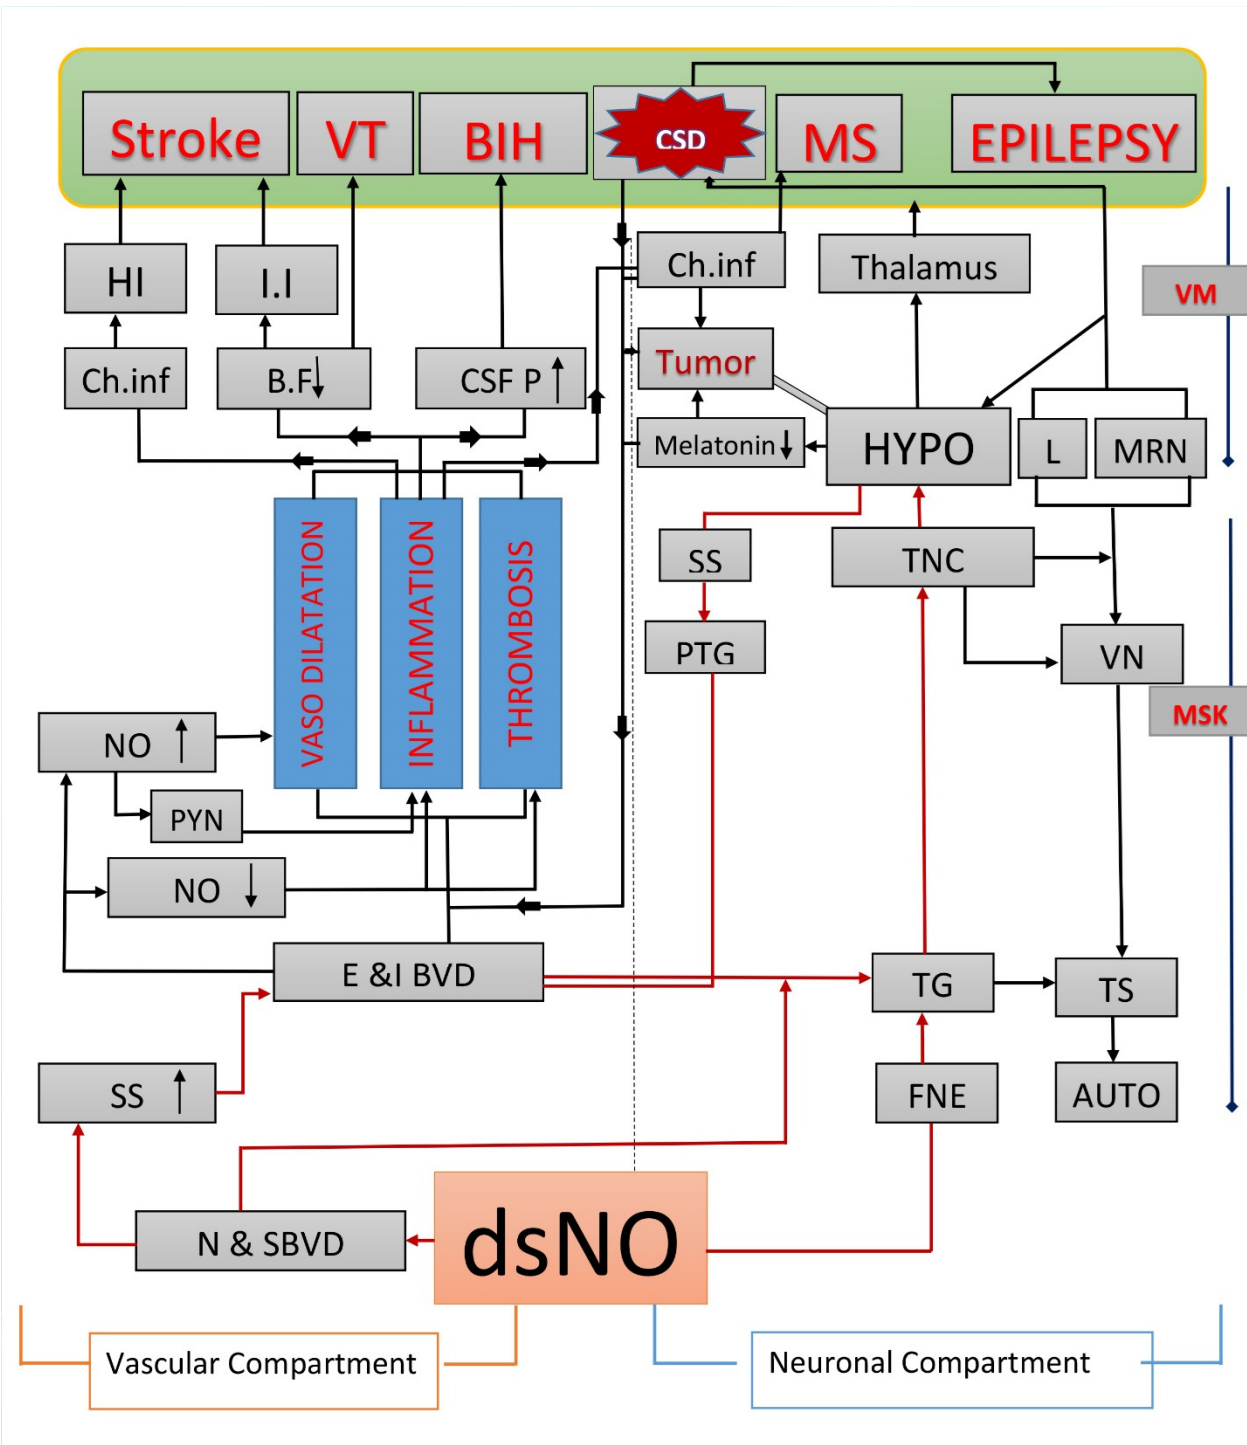 Stroke
VT
BIH
CSD
MS
EPILEPSY
HI
I.I
Ch.inf
Thalamus
VM
Ch.inf
B.F↓
CSF P ↑
Tumor
Melatonin ↓
HYPO
L
MRN
VASO DILATATION
INFLAMMATION
THROMBOSIS
SS
TNC
PTG
VN
MSK
NO ↑
PYN
NO ↓
E &I BVD
TG
TS
SS ↑
FNE
AUTO
N & SBVD
dsNO
Vascular Compartment
Neuronal Compartment